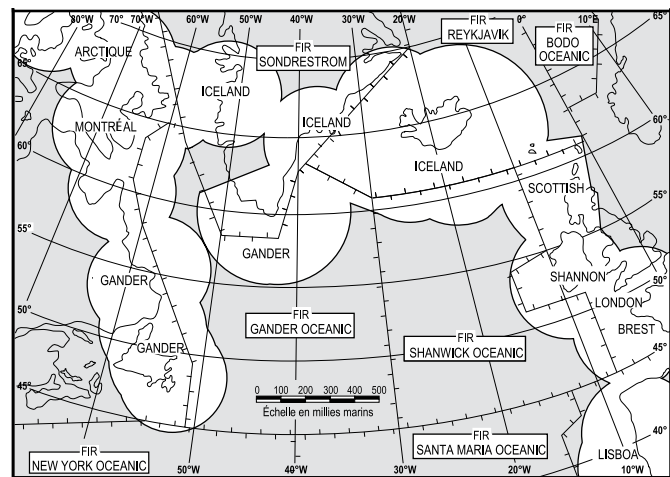 80°W 70° 70°W 60°W 50°W 40°W 30°W 20°W 10°W 0° 10°E
65°
ARCTIQUE
FIR
SONDRESTROM
FIR
REYKJAVIK
FIR
BODO
OCEANIC
65°
65°
ICELAND
MONTRÉAL
ICELAND
ICELAND
60°
60°
SCOTTISH
55°
55°
GANDER
SHANNON
50°
GANDER
LONDON
50°
FIR
GANDER OCEANIC
BREST
GANDER
FIR
SHANWICK OCEANIC
45°
45°
0 100 200 300 400 500
Échelle en millies marins
40°
FIR
NEW YORK OCEANIC
FIR
SANTA MARIA OCEANIC
LISBOA
50°W 40°W 30°W 20°W 10°W